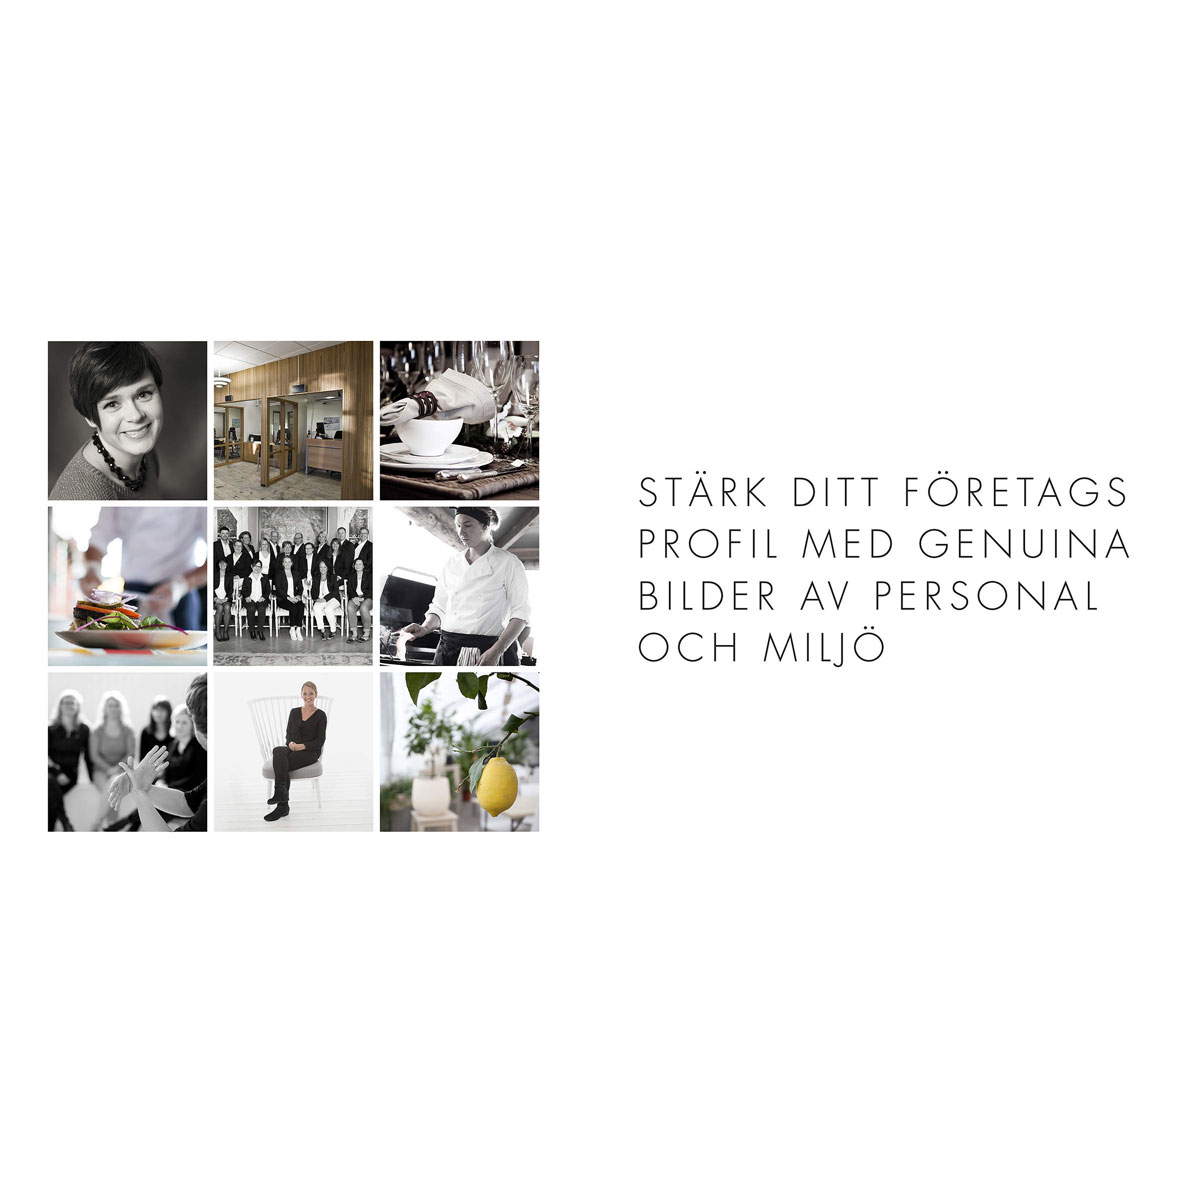 STÄRK DITT FÖRETAGS
PROFIL MED GENUINA
BILDER AV PERSONAL
OCH MILJÖ